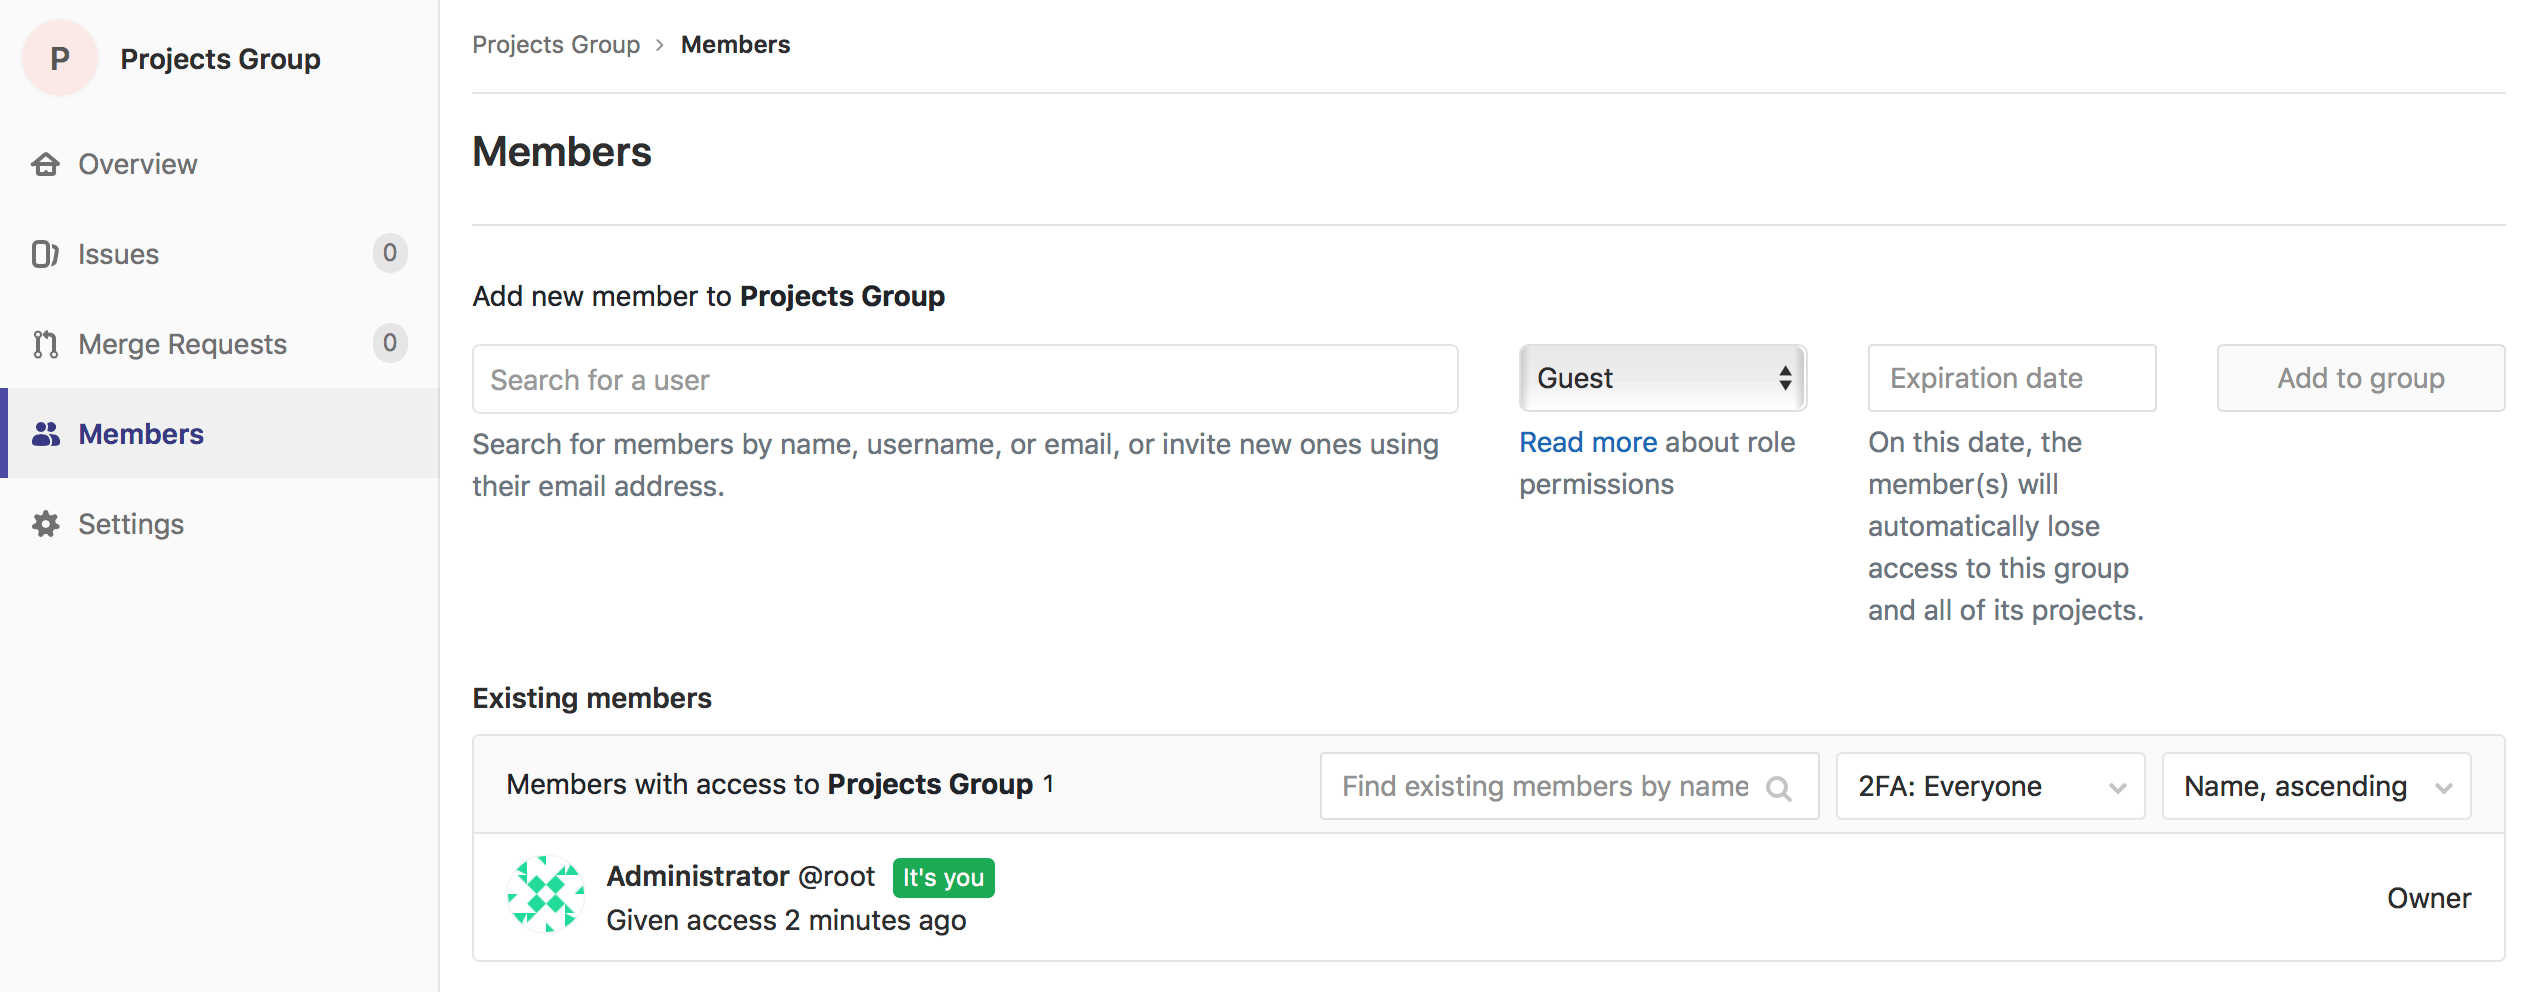 P Projects Group
Overview
Issues 0
Merge Requests 0
Members
Settings
Projects Group › Members
Members
Add new member to Projects Group
Search for a user
Search for members by name, username, or email, or invite new ones using
their email address.
Guest
Read more about role
permissions
Expiration date
On this date, the
member(s) will
automatically lose
access to this group
and all of its projects.
Add to group
Existing members
Members with access to Projects Group 1
Find existing members by name
2FA: Everyone
Name, ascending
Administrator @root It's you
Given access 2 minutes ago
Owner